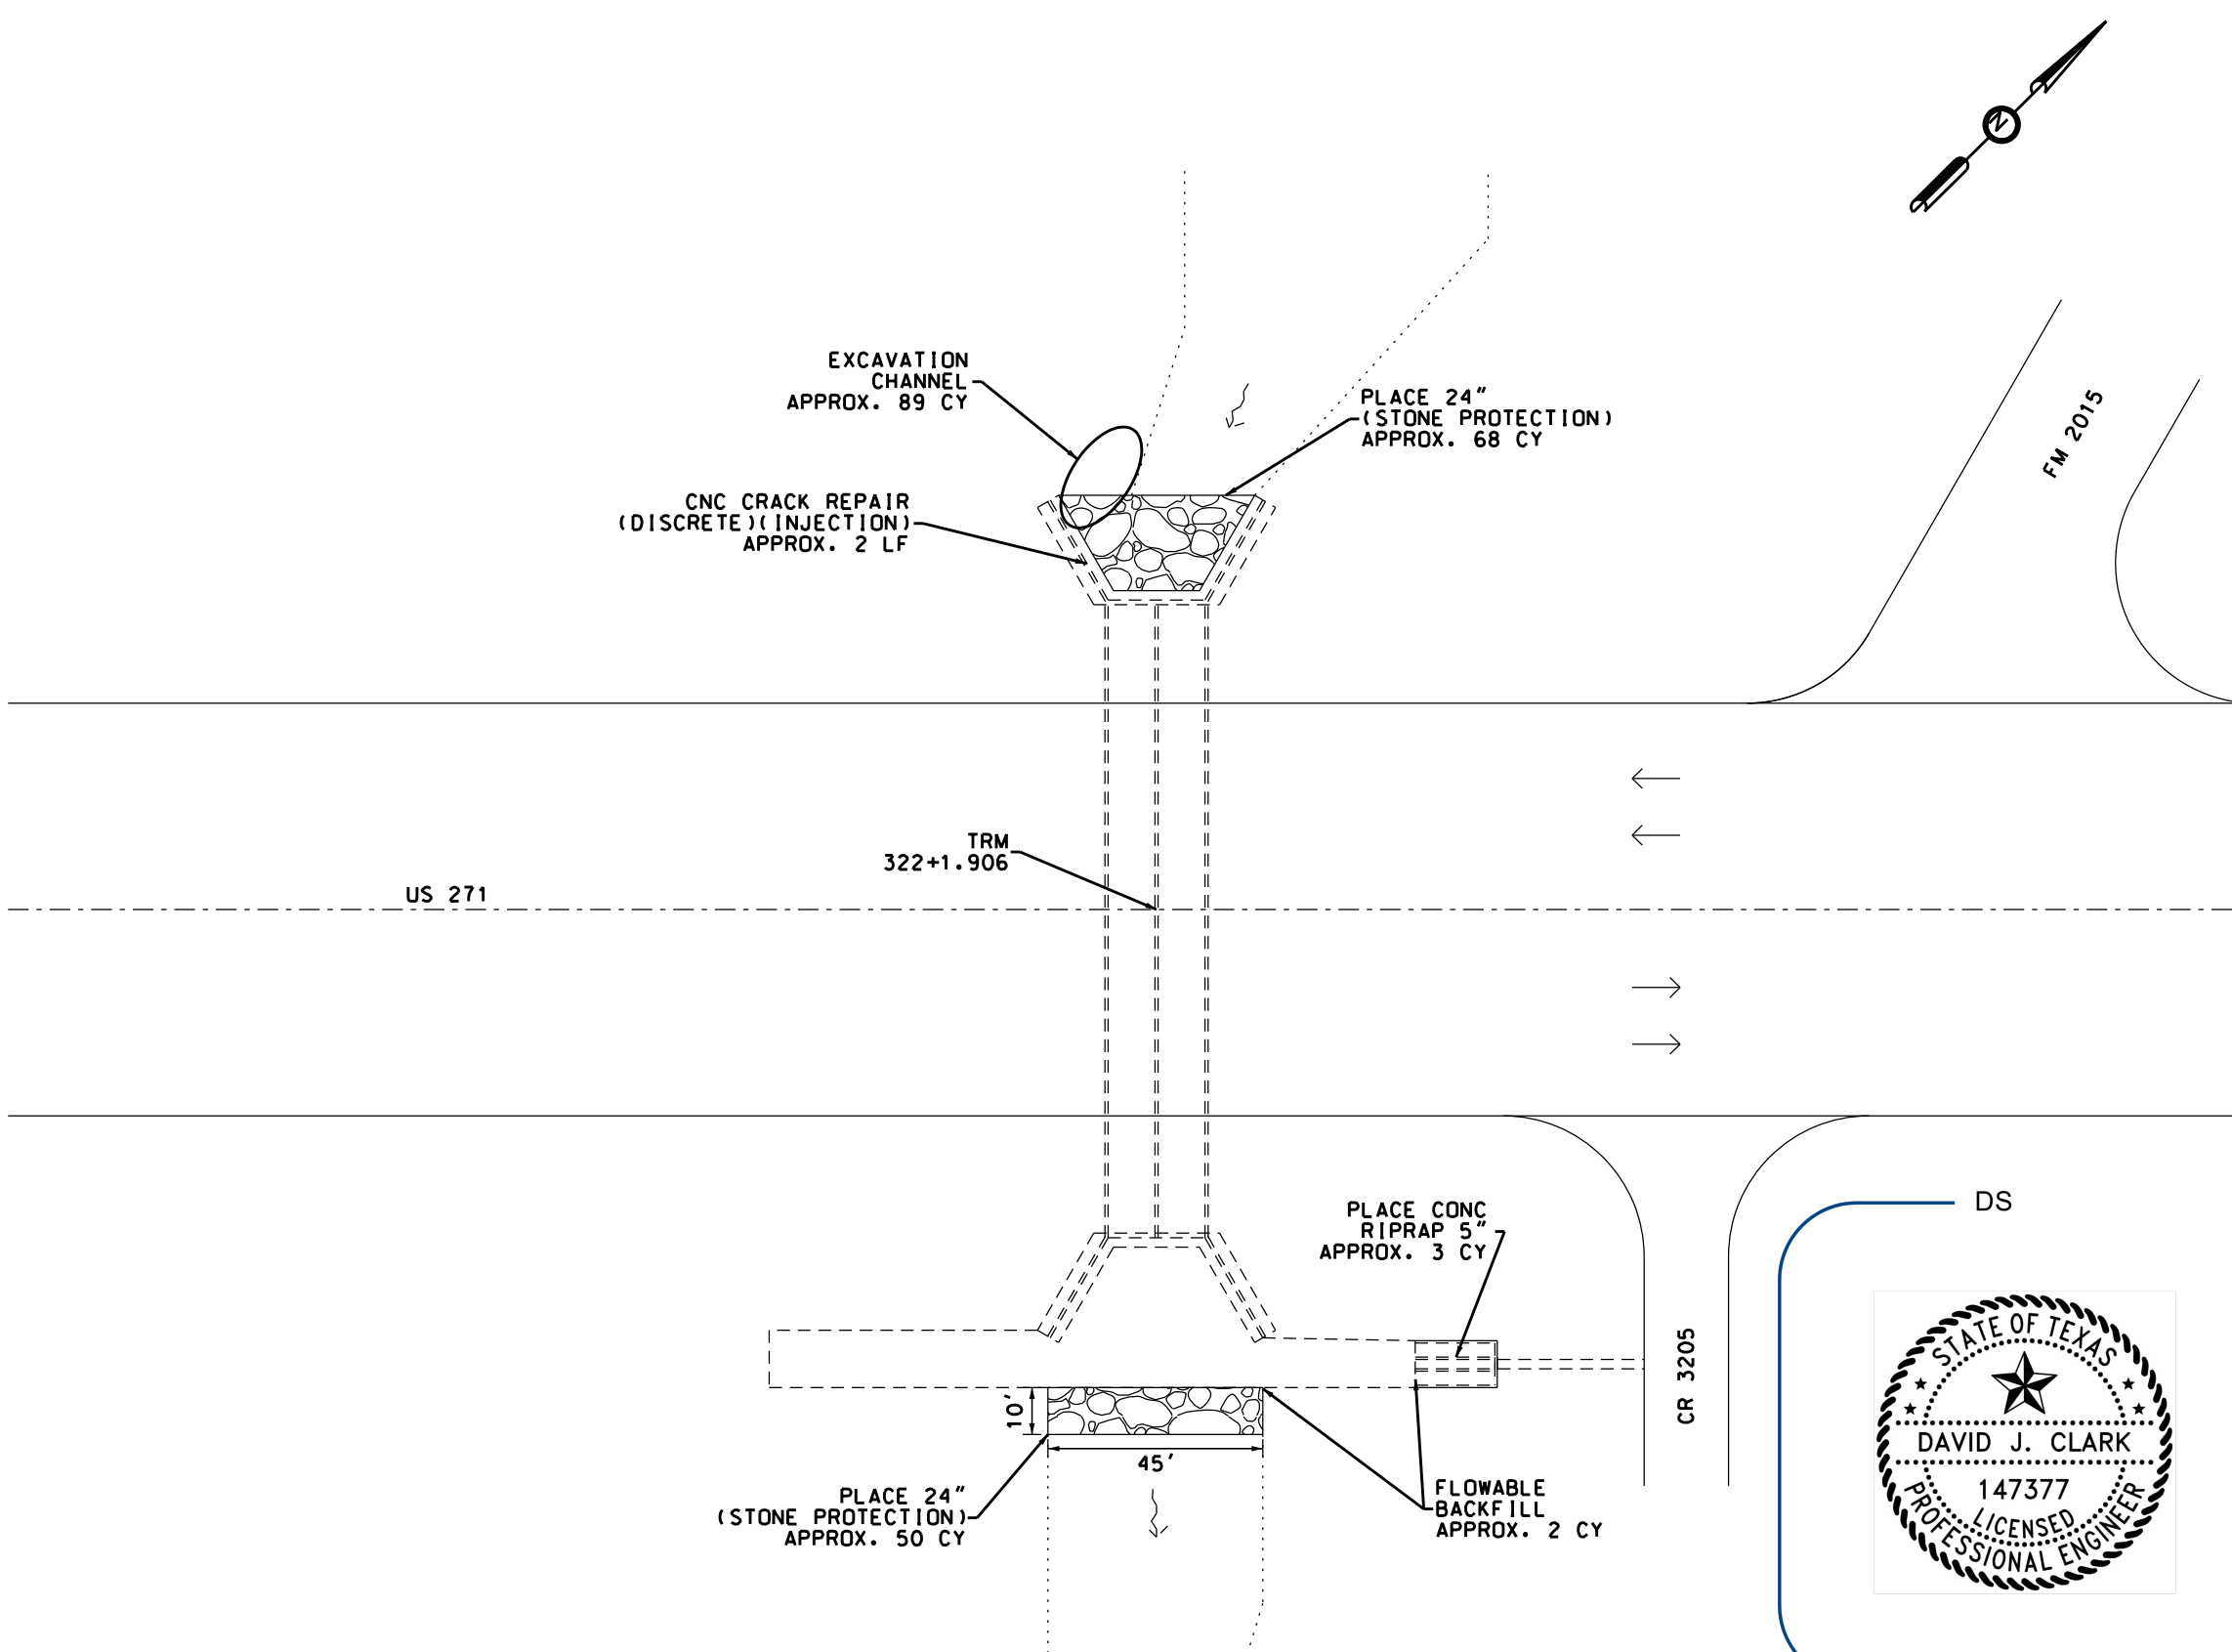 N
EXCAVATION
CHANNEL
APPROX. 89 CY
PLACE 24"
(STONE PROTECTION)
APPROX. 68 CY
FM 2015
CNC CRACK REPAIR
(DISCRETE)(INJECTION)
APPROX. 2 LF
TRM
322+1.906
US 271
PLACE CONC
RIPRAP 5"
APPROX. 3 CY
DS
CR 3205
10'
45'
PLACE 24"
(STONE PROTECTION)
APPROX. 50 CY
FLOWABLE
BACKFILL
APPROX. 2 CY
STATE OF TEXAS
DAVID J. CLARK
147377
LICENSED
PROFESSIONAL ENGINEER